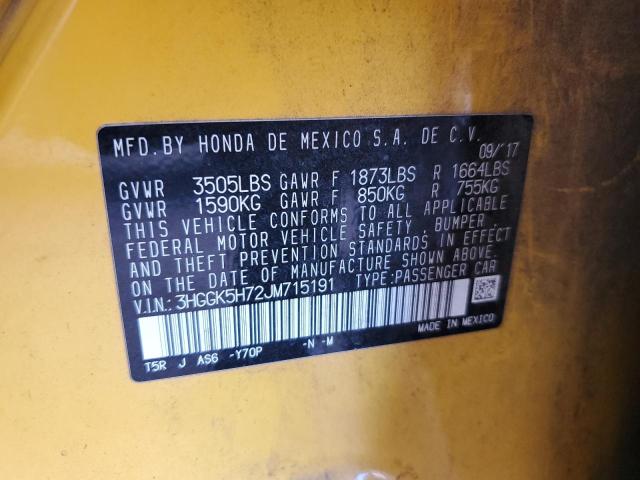 MFD. BY HONDA DE MEXICO S.A. DE C.V.
09/17
GVWR 3505LBS GAWR F 1873LBS R 1664LBS
GVWR 1590KG GAWR F 850KG R 755KG
THIS VEHICLE CONFORMS TO ALL APPLICABLE
FEDERAL MOTOR VEHICLE SAFETY, BUMPER,
AND THEFT PREVENTION STANDARDS IN EFFECT
ON THE DATE OF MANUFACTURE SHOWN ABOVE.
V.I.N.: 3HGGK5H72JM715191 TYPE:PASSENGER CAR
MADE IN MEXICO
T5R J AS6 -Y70P -N -M